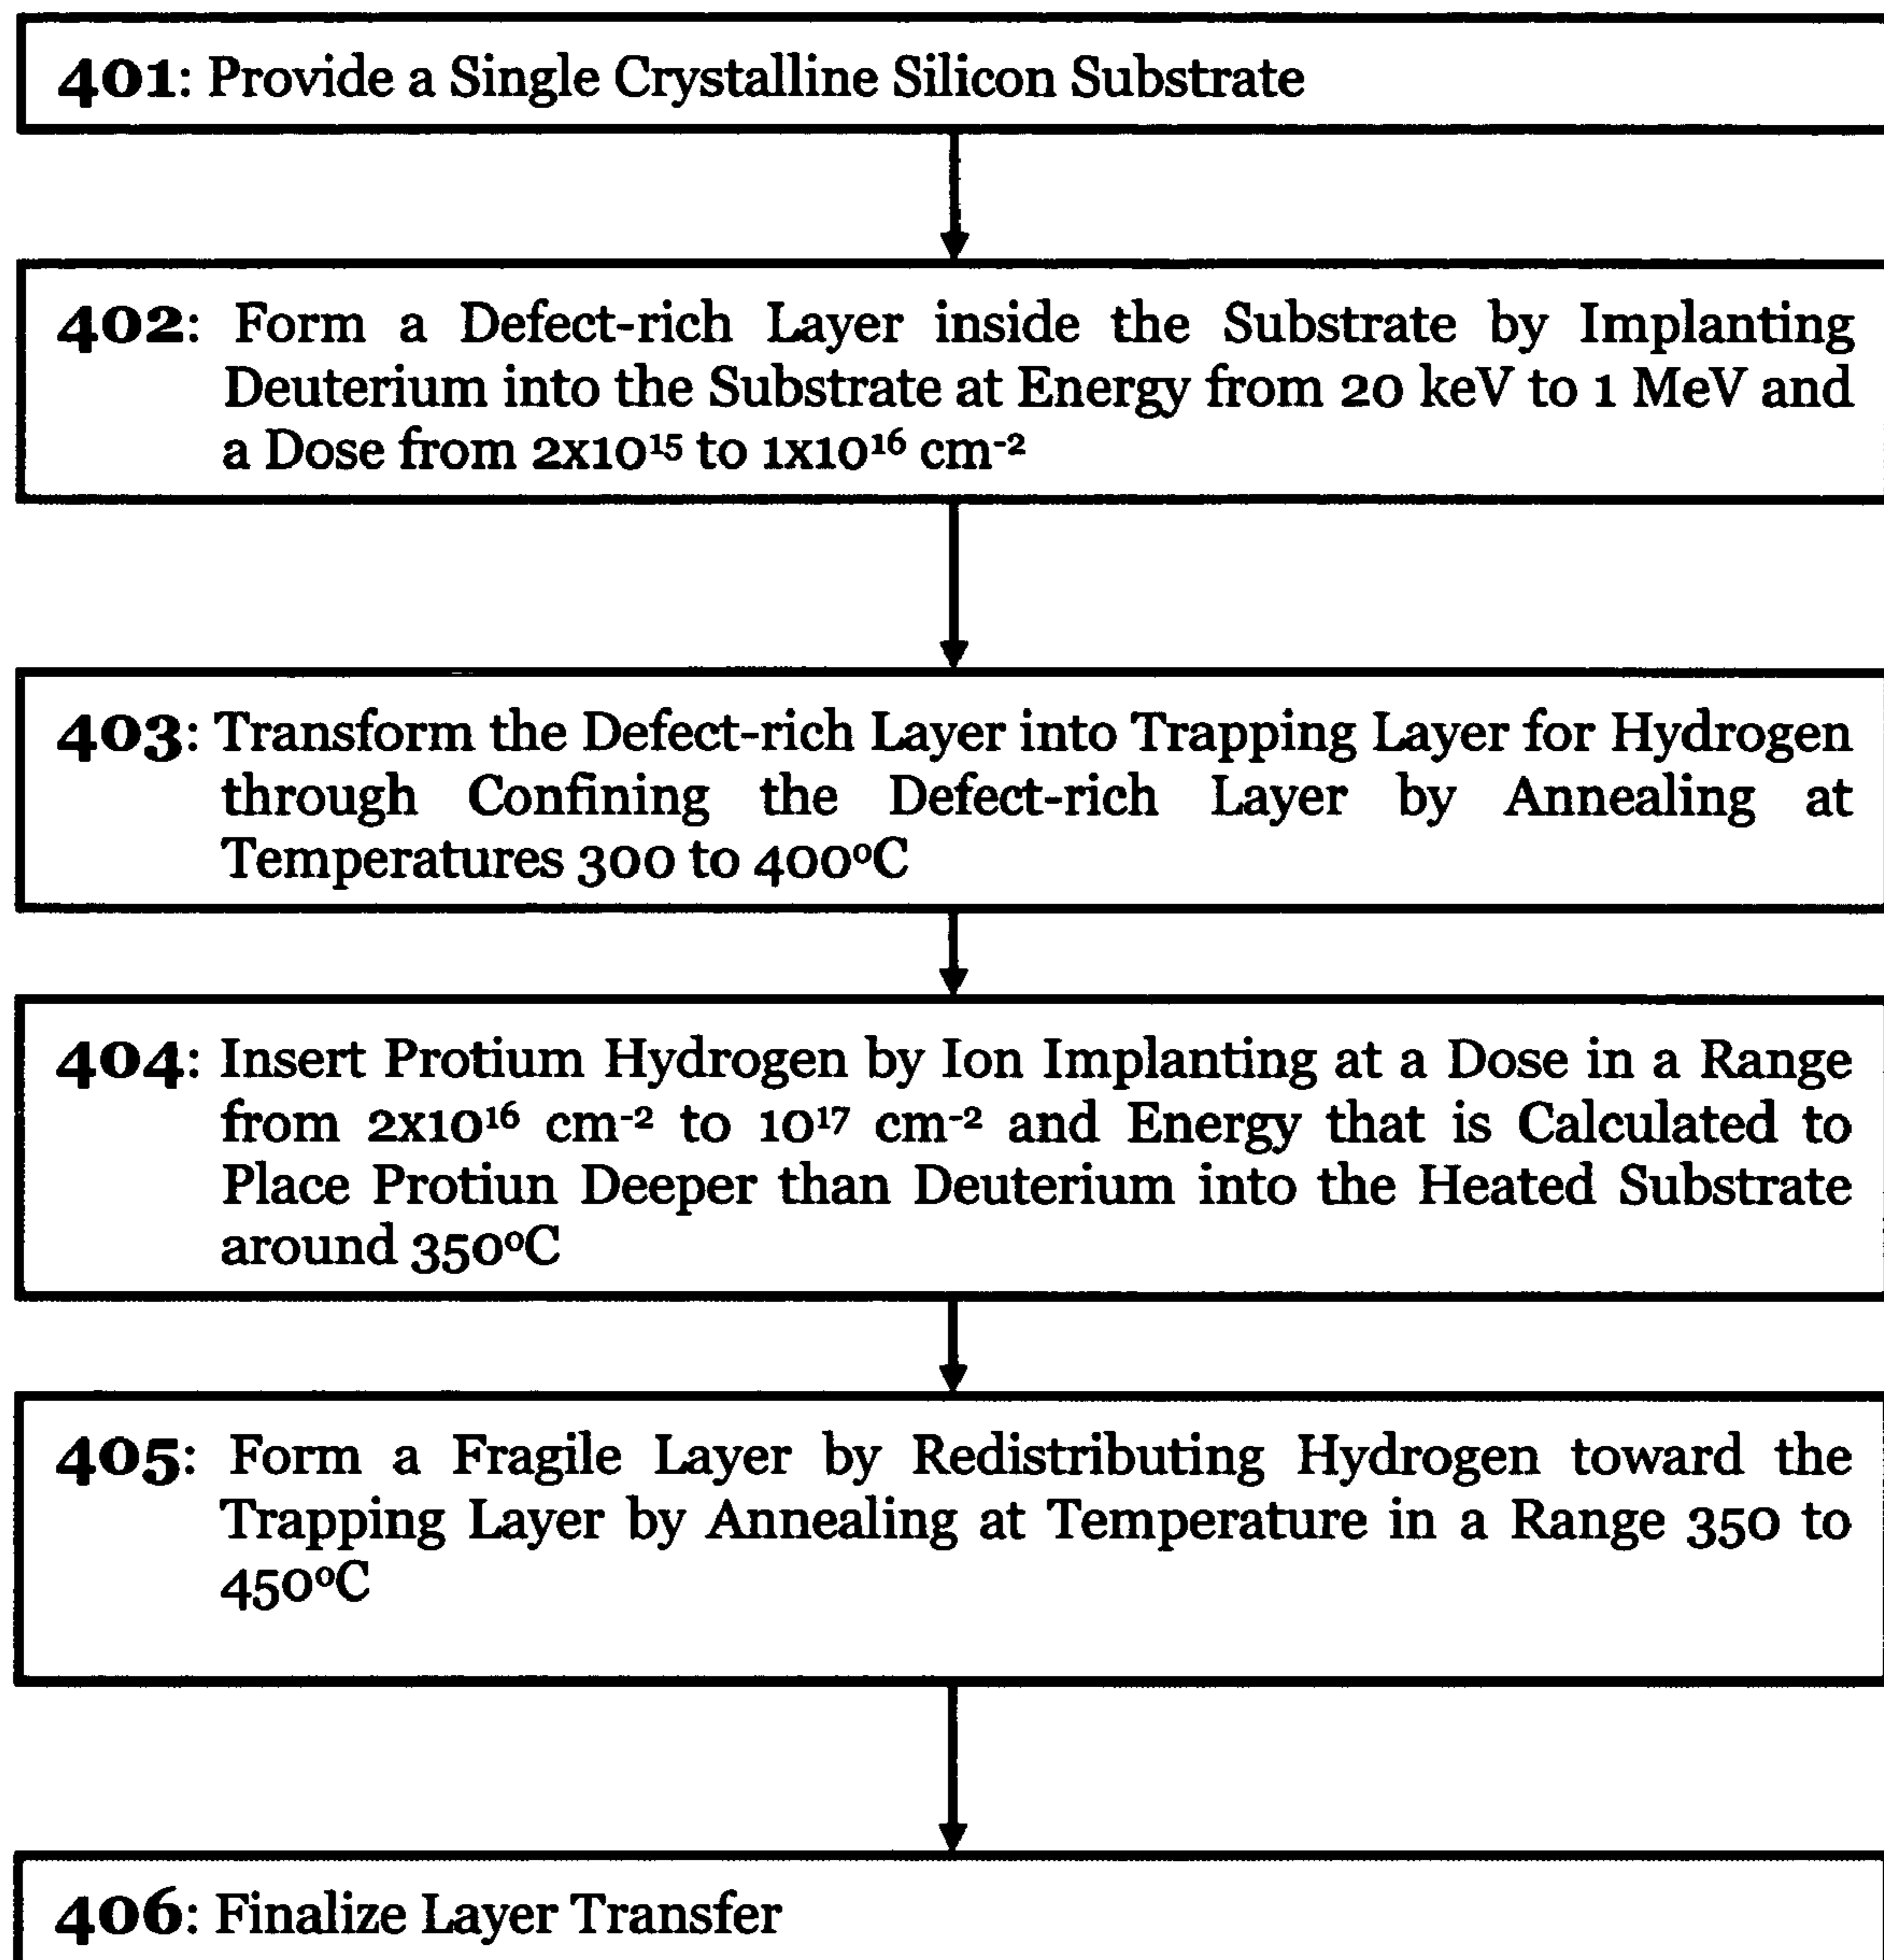 401: Provide a Single Crystalline Silicon Substrate
402: Form a Defect-rich Layer inside the Substrate by Implanting
Deuterium into the Substrate at Energy from 20 keV to 1 MeV and
a Dose from 2x10¹⁵ to 1x10¹⁶ cm⁻²
403: Transform the Defect-rich Layer into Trapping Layer for Hydrogen
through Confining the Defect-rich Layer by Annealing at
Temperatures 300 to 400⁰C
404: Insert Protium Hydrogen by Ion Implanting at a Dose in a Range
from 2x10¹⁶ cm⁻² to 10¹⁷ cm⁻² and Energy that is Calculated to
Place Protiun Deeper than Deuterium into the Heated Substrate
around 350⁰C
405: Form a Fragile Layer by Redistributing Hydrogen toward the
Trapping Layer by Annealing at Temperature in a Range 350 to
450⁰C
406: Finalize Layer Transfer